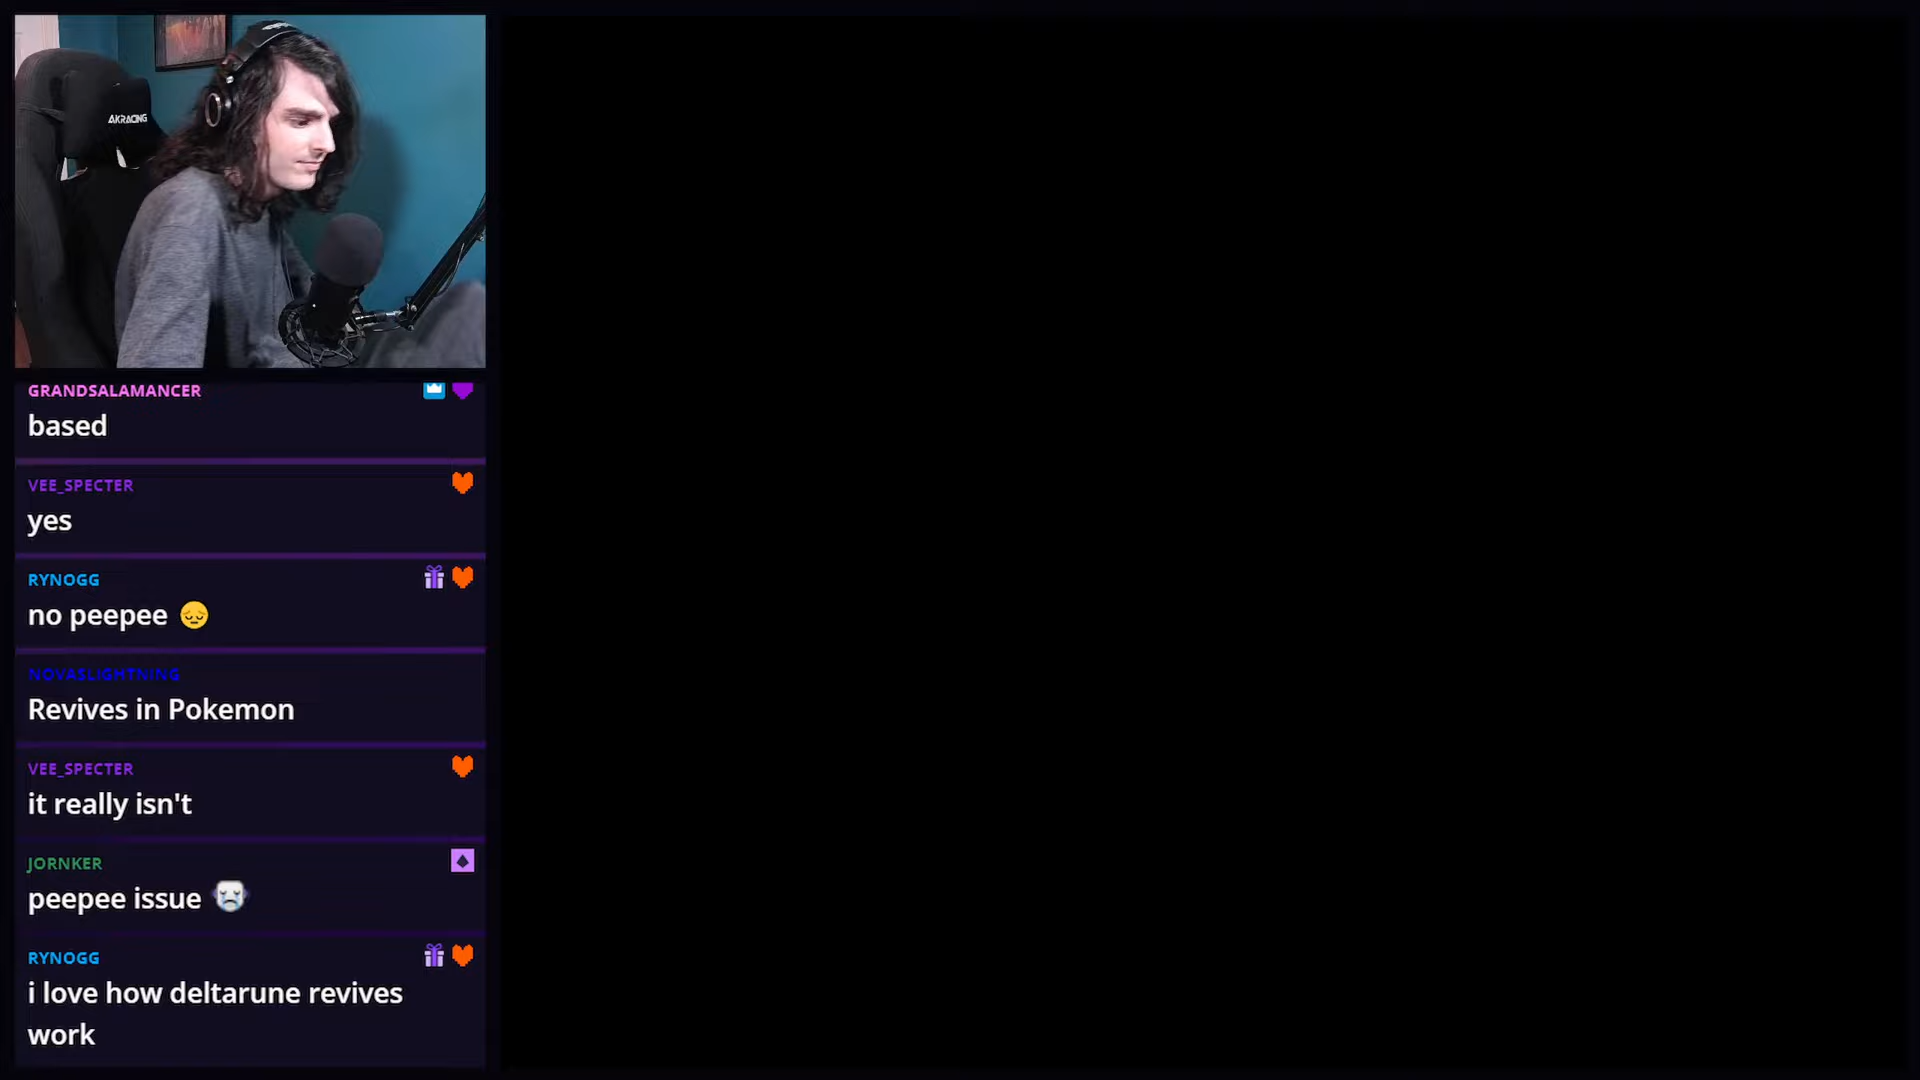 AKRACING
GRANDSALAMANCER
based
VEE_SPECTER
yes
RYNOGG
no peepee 😔
NOVASLIGHTNING
Revives in Pokemon
VEE_SPECTER
it really isn't
JORNKER
peepee issue
RYNOGG
i love how deltarune revives
work